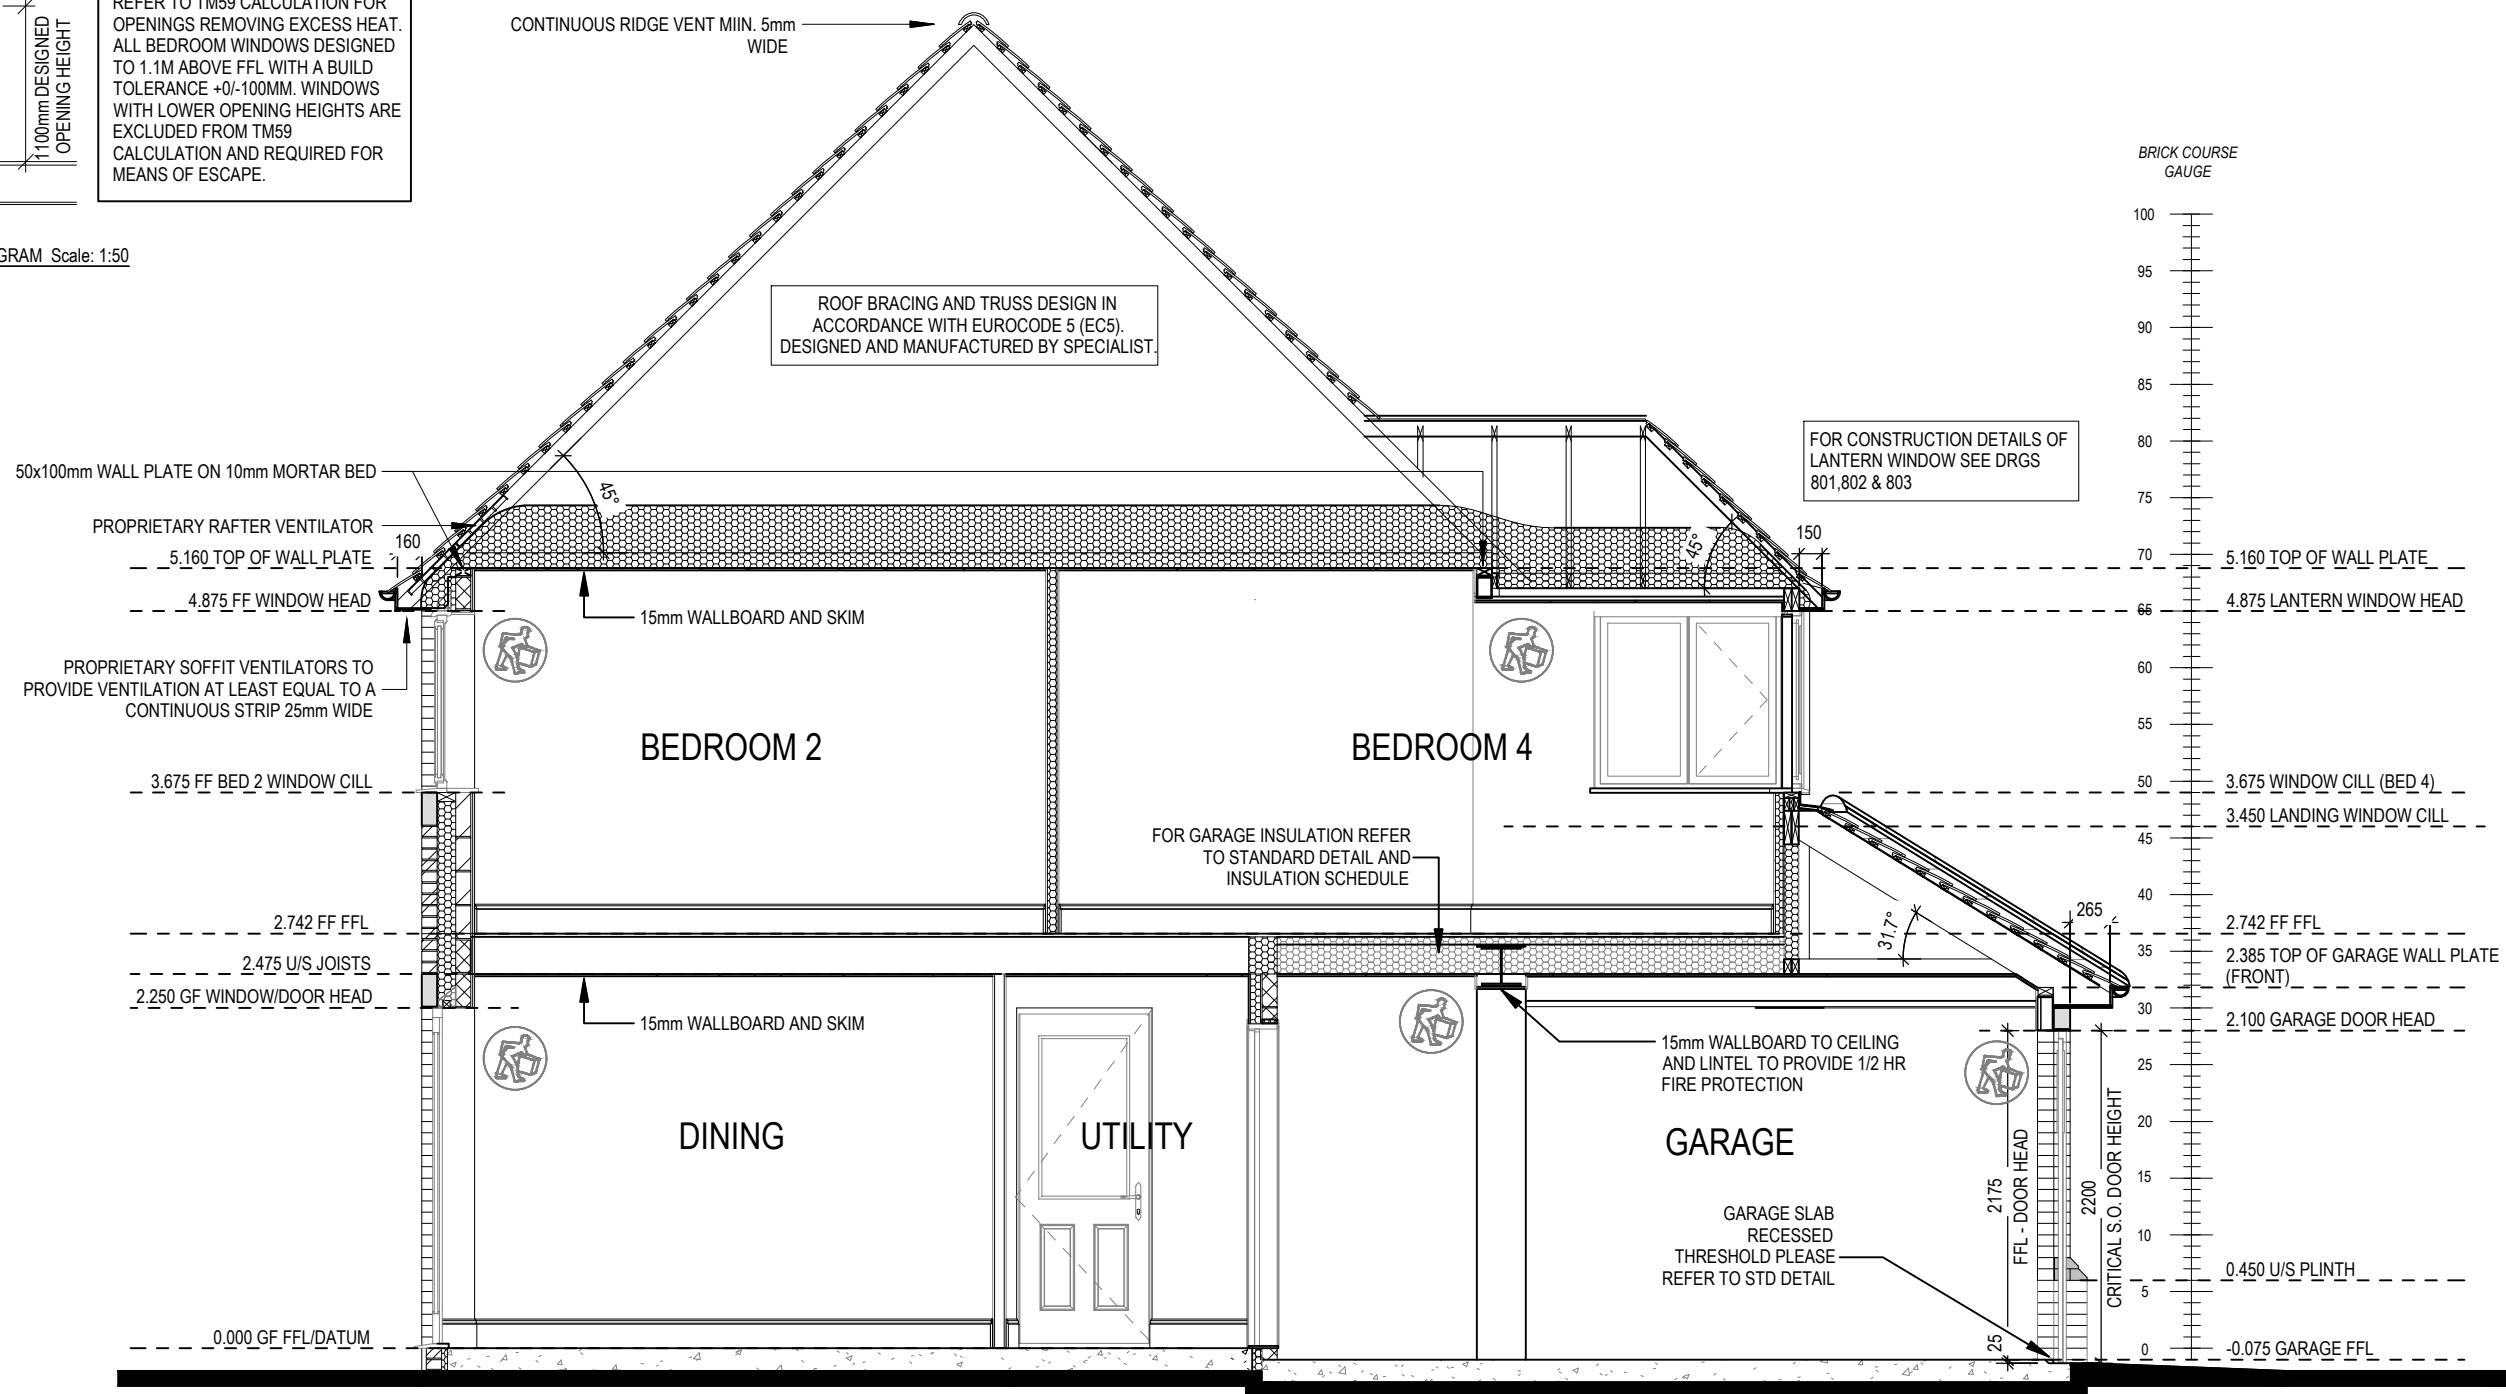 1100mm DESIGNED
OPENING HEIGHT
REFER TO TM59 CALCULATION FOR
OPENINGS REMOVING EXCESS HEAT.
ALL BEDROOM WINDOWS DESIGNED
TO 1.1M ABOVE FFL WITH A BUILD
TOLERANCE +0/-100MM. WINDOWS
WITH LOWER OPENING HEIGHTS ARE
EXCLUDED FROM TM59
CALCULATION AND REQUIRED FOR
MEANS OF ESCAPE.
GRAM Scale: 1:50
CONTINUOUS RIDGE VENT MIIN. 5mm
WIDE
ROOF BRACING AND TRUSS DESIGN IN
ACCORDANCE WITH EUROCODE 5 (EC5).
DESIGNED AND MANUFACTURED BY SPECIALIST.
FOR CONSTRUCTION DETAILS OF
LANTERN WINDOW SEE DRGS
801,802 & 803
50x100mm WALL PLATE ON 10mm MORTAR BED
PROPRIETARY RAFTER VENTILATOR
160
5.160 TOP OF WALL PLATE
4.875 FF WINDOW HEAD
PROPRIETARY SOFFIT VENTILATORS TO
PROVIDE VENTILATION AT LEAST EQUAL TO A
CONTINUOUS STRIP 25mm WIDE
3.675 FF BED 2 WINDOW CILL
2.742 FF FFL
2.475 U/S JOISTS
2.250 GF WINDOW/DOOR HEAD
0.000 GF FFL/DATUM
45°
45°
150
15mm WALLBOARD AND SKIM
BEDROOM 2
BEDROOM 4
FOR GARAGE INSULATION REFER
TO STANDARD DETAIL AND
INSULATION SCHEDULE
31.7°
265
15mm WALLBOARD AND SKIM
15mm WALLBOARD TO CEILING
AND LINTEL TO PROVIDE 1/2 HR
FIRE PROTECTION
DINING
UTILITY
GARAGE
GARAGE SLAB
RECESSED
THRESHOLD PLEASE
REFER TO STD DETAIL
2175
FFL - DOOR HEAD
25
2200
CRITICAL S.O. DOOR HEIGHT
BRICK COURSE
GAUGE
100
95
90
85
80
75
70
65
60
55
50
45
40
35
30
25
20
15
10
5
0
5.160 TOP OF WALL PLATE
4.875 LANTERN WINDOW HEAD
3.675 WINDOW CILL (BED 4)
3.450 LANDING WINDOW CILL
2.742 FF FFL
2.385 TOP OF GARAGE WALL PLATE
(FRONT)
2.100 GARAGE DOOR HEAD
0.450 U/S PLINTH
-0.075 GARAGE FFL